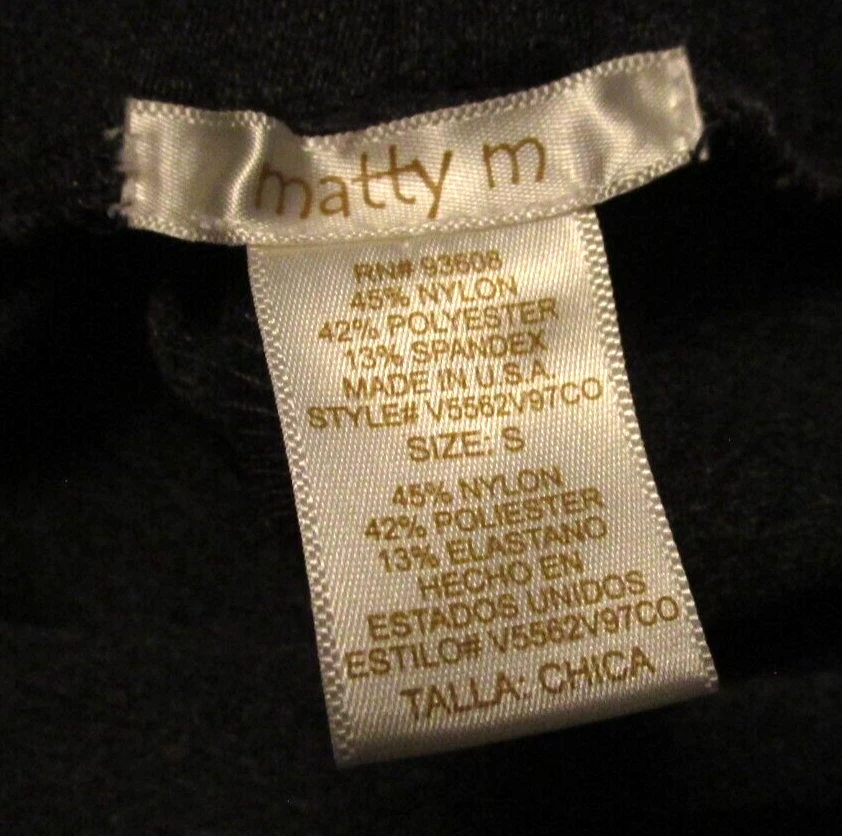 matty m
RN# 93608
45% NYLON
42% POLYESTER
13% SPANDEX
MADE IN U.S.A.
STYLE# V5562V97CO
SIZE: S
45% NYLON
42% POLIESTER
13% ELASTANO
HECHO EN
ESTADOS UNIDOS
ESTILO# V5562V97CO
TALLA: CHICA